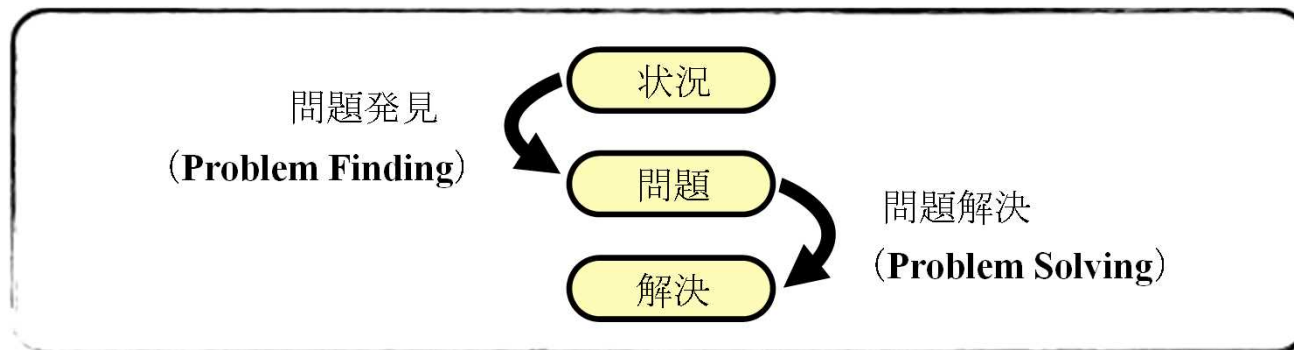 状況
問題発見
(Problem Finding)
問題
問題解決
(Problem Solving)
解決